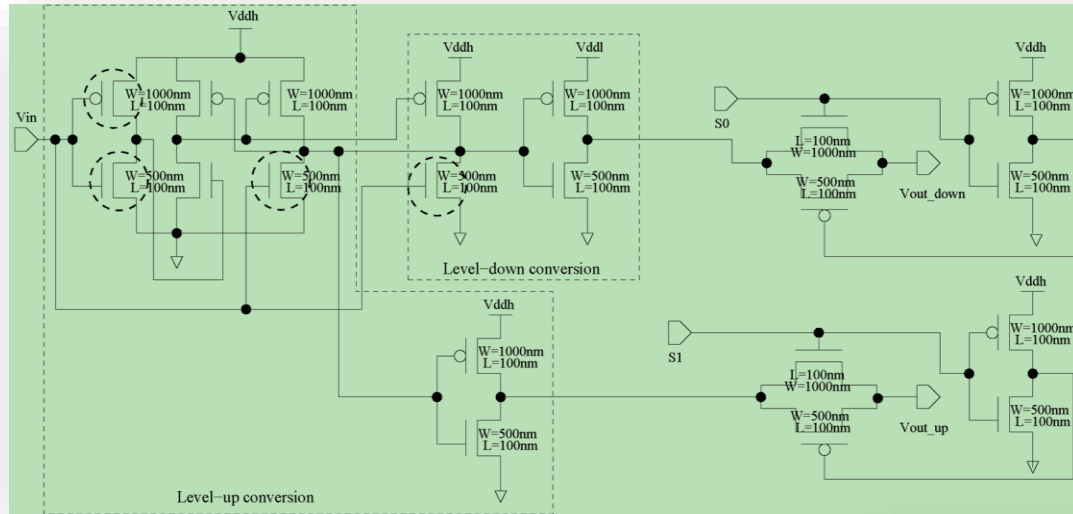 Vddh
W=1000nm
L=100nm
W=1000nm
L=100nm
Vin
W=500nm
L=100nm
W=500nm
L=100nm
Vddh
Vddl
W=1000nm
L=100nm
W=1000nm
L=100nm
W=500nm
L=100nm
W=500nm
L=100nm
Level-down conversion
S0
L=100nm
W=1000nm
W=500nm
L=100nm
Vout_down
Vddh
W=1000nm
L=100nm
W=500nm
L=100nm
Vddh
W=1000nm
L=100nm
W=500nm
L=100nm
Level-up conversion
S1
L=100nm
W=1000nm
W=500nm
L=100nm
Vout_up
Vddh
W=1000nm
L=100nm
W=500nm
L=100nm